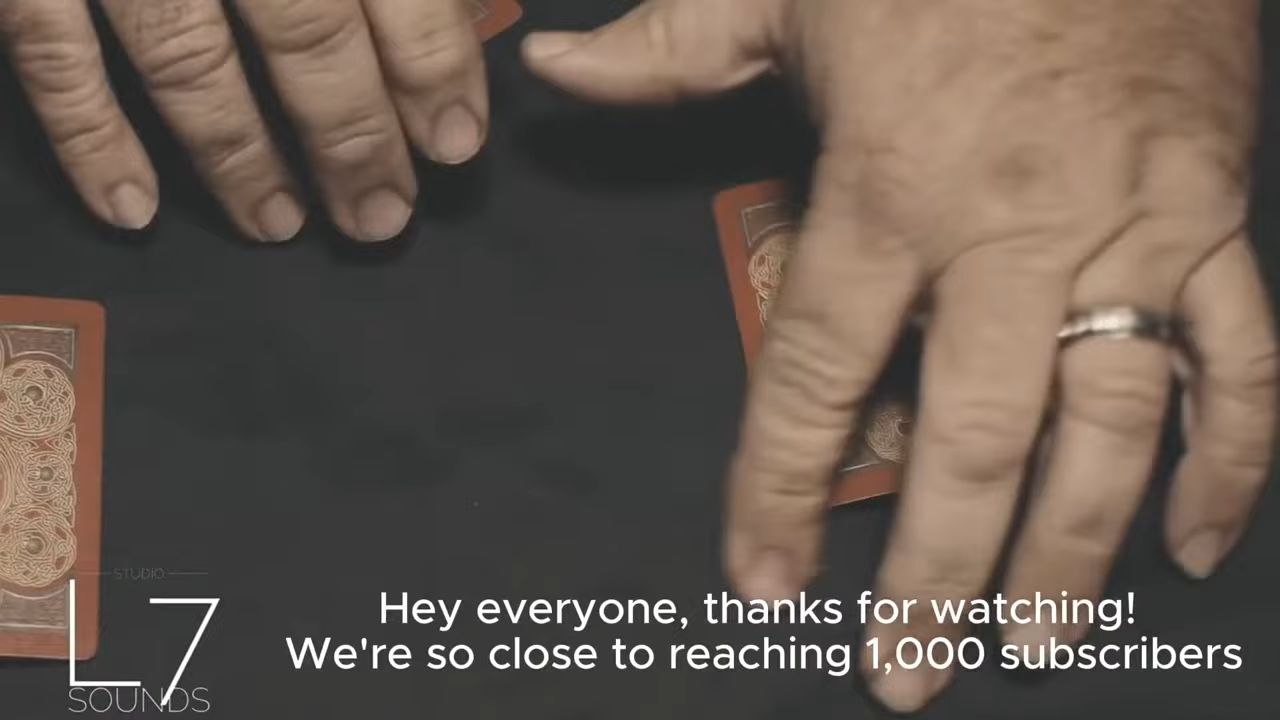 STUDIO
L7
SOUNDS
Hey everyone, thanks for watching!
We're so close to reaching 1,000 subscribers